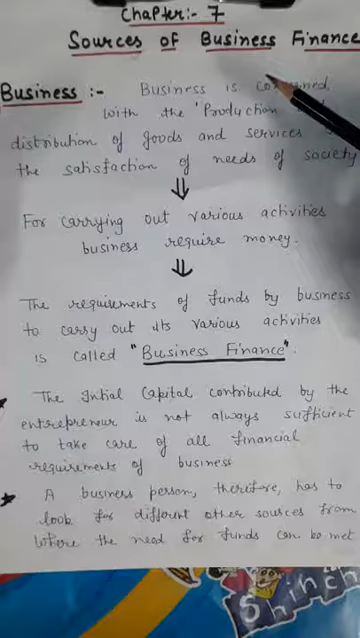 Chapter:- 7
Sources of Business Finance
Business :- Business is
with the "Production
distribution of goods and services
the satisfaction of needs of society
⇓
For carrying out various activities
business require money.
⇓
The requirements of funds by business
to carry out its various activities
is called "Business Finance".
The Intial Capital contributed by the
entrepreneur is not always sufficient
to take care of all financial
requirements of business
A business person, therefore, has to
look for different other sources from
where the need for funds can be met
Shinch